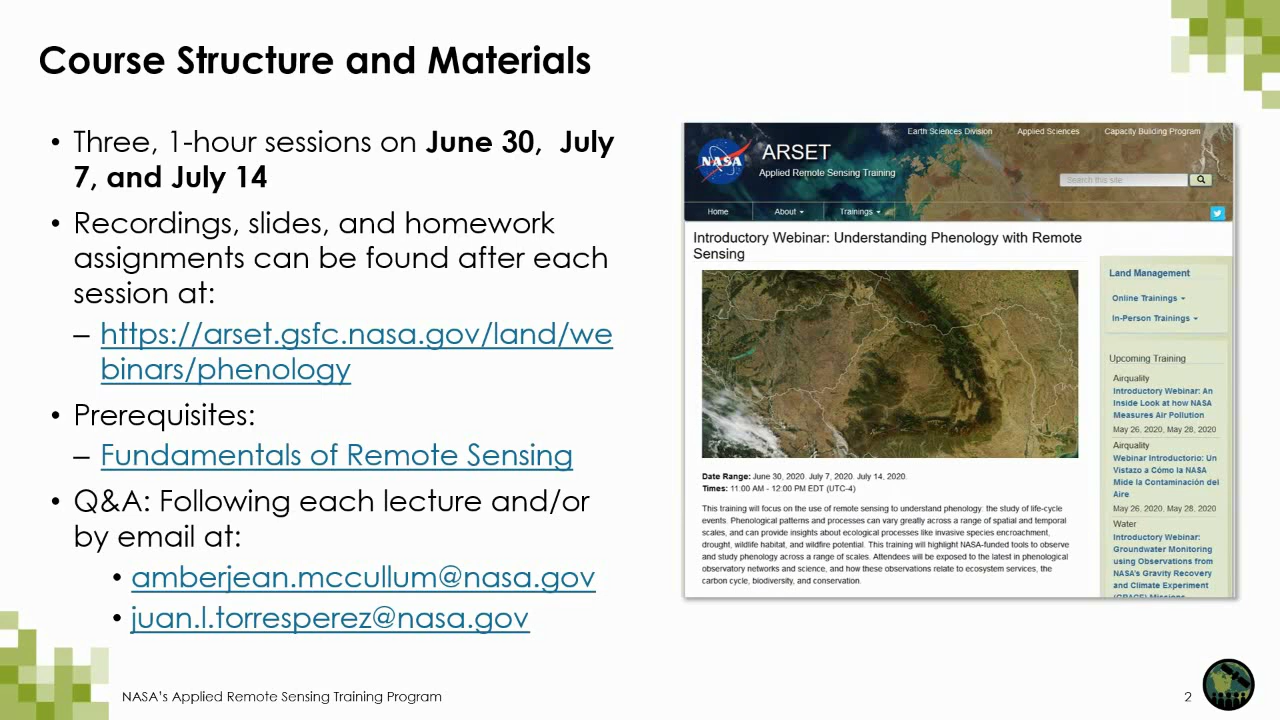 Course Structure and Materials
• Three, 1-hour sessions on June 30,  July
7, and July 14
• Recordings, slides, and homework
assignments can be found after each
session at:
– https://arset.gsfc.nasa.gov/land/we
binars/phenology
• Prerequisites:
– Fundamentals of Remote Sensing
• Q&A: Following each lecture and/or
by email at:
• amberjean.mccullum@nasa.gov
• juan.l.torresperez@nasa.gov
Earth Sciences Division Applied Sciences Capacity Building Program
NASA
ARSET
Applied Remote Sensing Training
Search this site
Home About Trainings
Introductory Webinar: Understanding Phenology with Remote
Sensing
Date Range: June 30, 2020. July 7, 2020. July 14, 2020.
Times: 11:00 AM - 12:00 PM EDT (UTC-4)
This training will focus on the use of remote sensing to understand phenology: the study of life-cycle
events. Phenological patterns and processes can vary greatly across a range of spatial and temporal
scales, and can provide insights about ecological processes like invasive species encroachment,
drought, wildlife habitat, and wildfire potential. This training will highlight NASA-funded tools to observe
and study phenology across a range of scales. Attendees will be exposed to the latest in phenological
observatory networks and science, and how these observations relate to ecosystem services, the
carbon cycle, biodiversity, and conservation.
Land Management
Online Trainings
In-Person Trainings
Upcoming Training
Airquality
Introductory Webinar: An
Inside Look at how NASA
Measures Air Pollution
May 26, 2020, May 28, 2020
Airquality
Webinar Introductorio: Un
Vistazo a Cómo la NASA
Mide la Contaminación del
Aire
May 26, 2020, May 28, 2020
Water
Introductory Webinar:
Groundwater Monitoring
using Observations from
NASA's Gravity Recovery
and Climate Experiment
(GRACE) Missions
NASA's Applied Remote Sensing Training Program
2